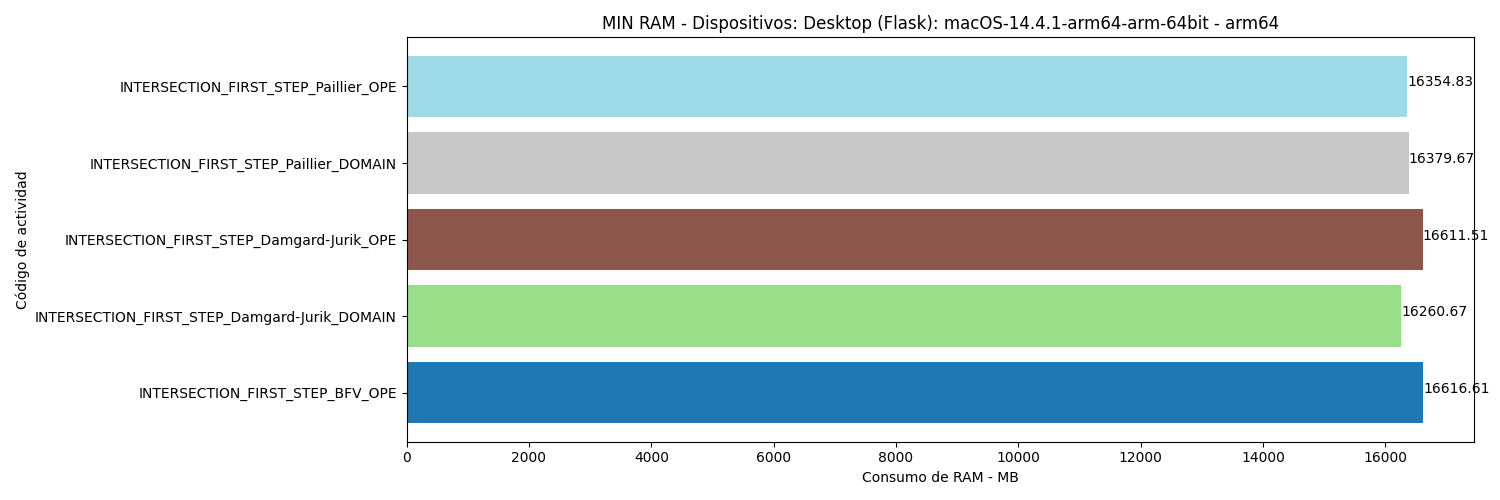 MIN RAM - Dispositivos: Desktop (Flask): macOS-14.4.1-arm64-arm-64bit - arm64
INTERSECTION_FIRST_STEP_Paillier_OPE
16354.83
INTERSECTION_FIRST_STEP_Paillier_DOMAIN
16379.67
INTERSECTION_FIRST_STEP_Damgard-Jurik_OPE
16611.51
INTERSECTION_FIRST_STEP_Damgard-Jurik_DOMAIN
16260.67
INTERSECTION_FIRST_STEP_BFV_OPE
16616.61
Código de actividad
0 2000 4000 6000 8000 10000 12000 14000 16000
Consumo de RAM - MB